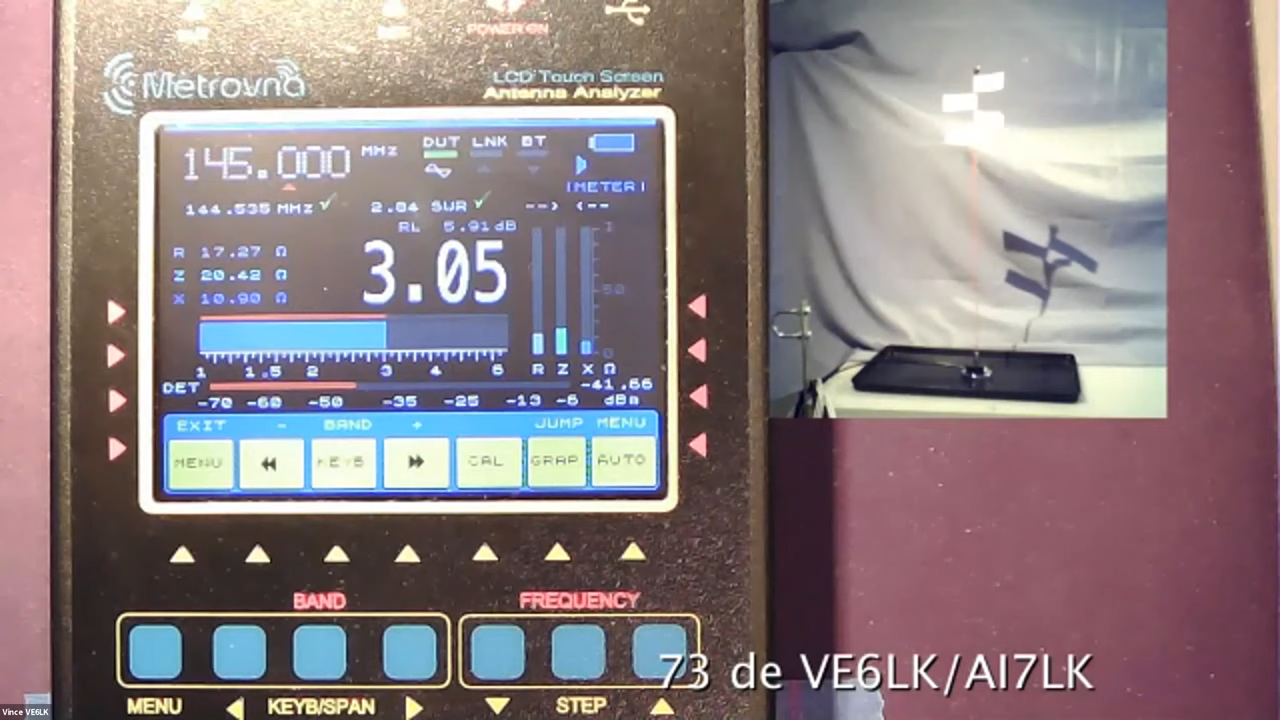 POWER ON
Metrovna
LCD Touch Screen
Antenna Analyzer
145.000 MHZ
DUT LNK BT
|METER|
144.535 MHZ ✓ 2.84 SWR ✓ --> <--
RL 5.91dB
R 17.27 Ω
Z 20.42 Ω
X 10.90 Ω
3.05
50
0
1 1.5 2 3 4 6 R Z X Ω
DET -41.66
-70 -60 -50 -35 -25 -13 -6 dBm
EXIT - BAND + JUMP MENU
MENU KEYB CAL GRAP AUTO
BAND FREQUENCY
MENU KEYB/SPAN STEP
73 de VE6LK/AI7LK
Vince VE6LK